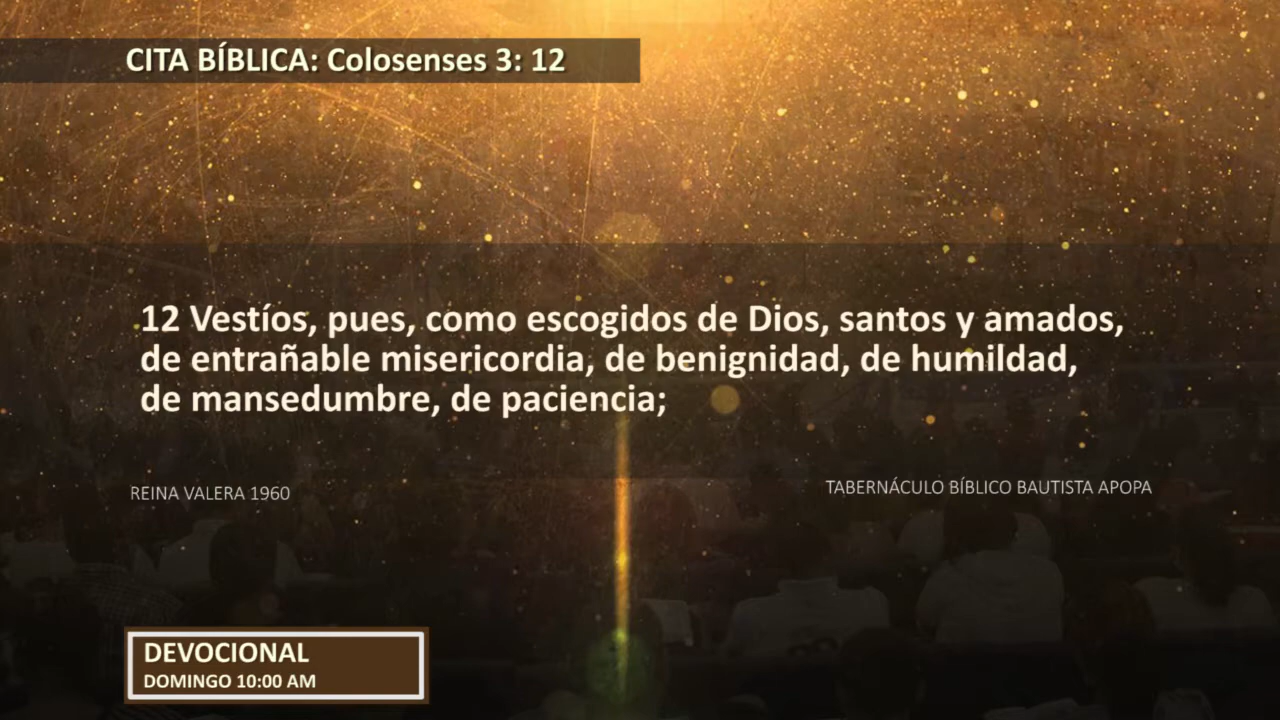 CITA BÍBLICA: Colosenses 3: 12
12 Vestíos, pues, como escogidos de Dios, santos y amados,
de entrañable misericordia, de benignidad, de humildad,
de mansedumbre, de paciencia;
REINA VALERA 1960
TABERNÁCULO BÍBLICO BAUTISTA APOPA
DEVOCIONAL
DOMINGO 10:00 AM